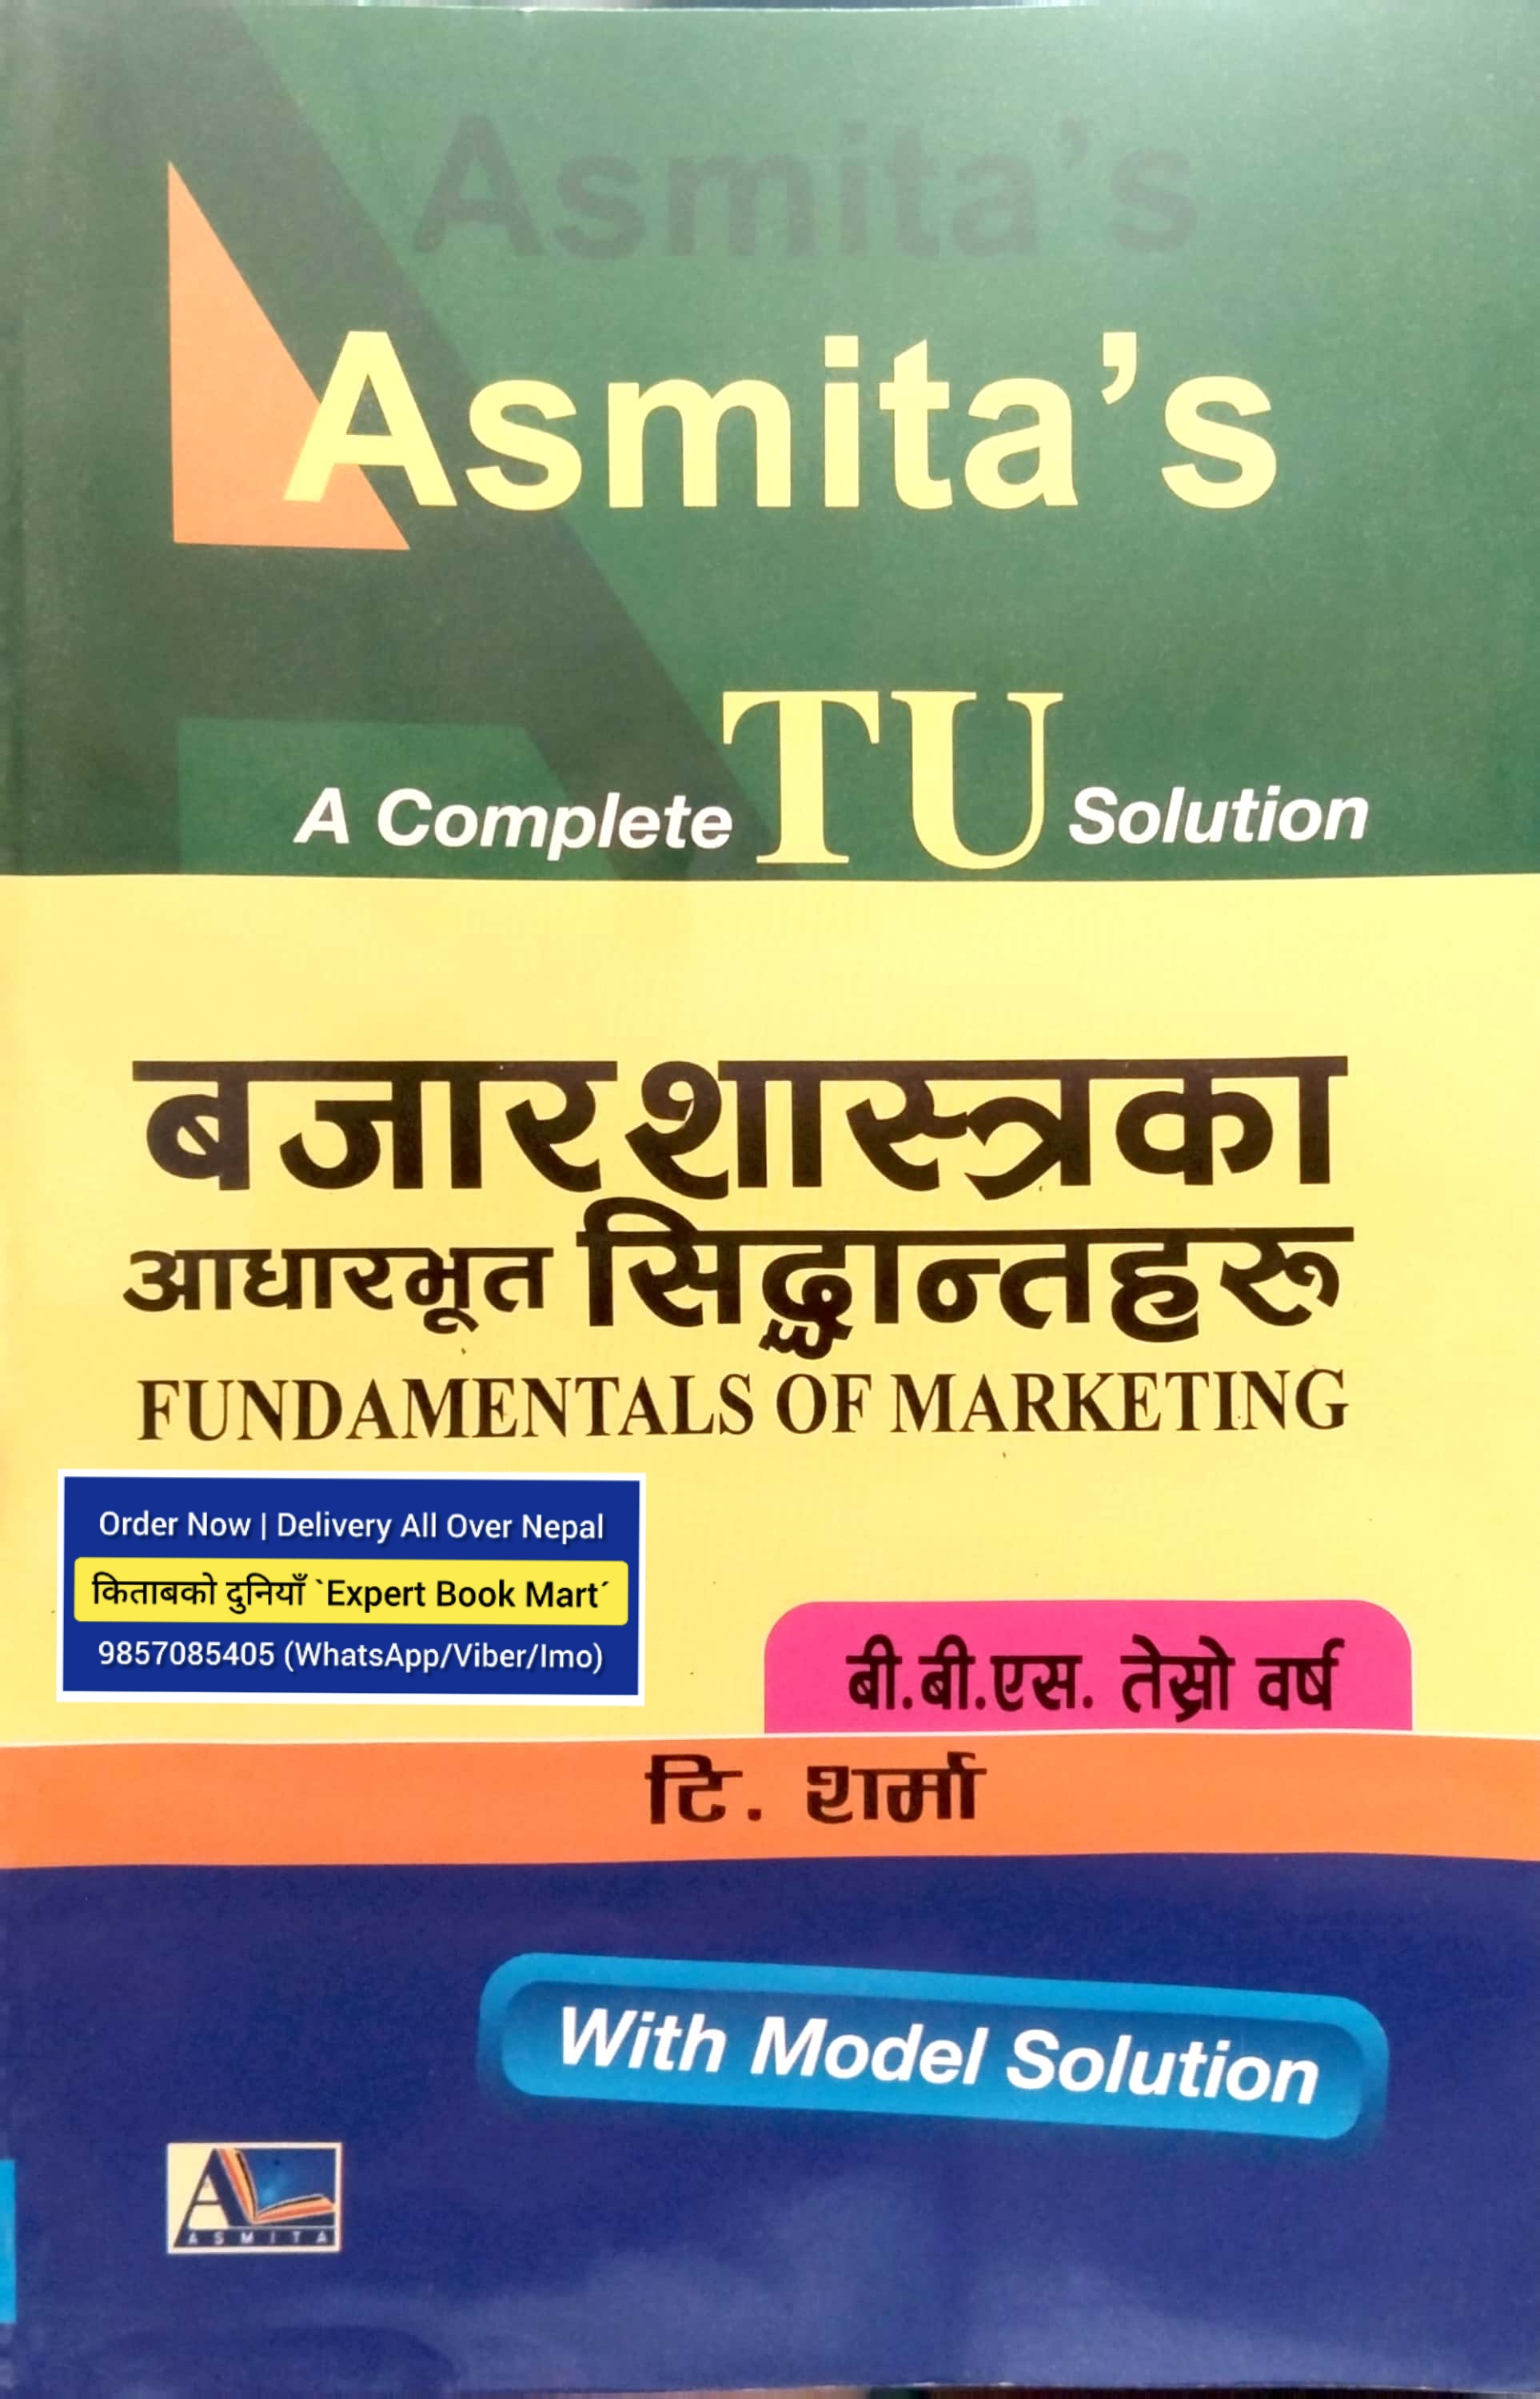 Asmita's
Asmita's
A Complete TU Solution
बजारशास्त्रका
आधारभूत सिद्धान्तहरू
FUNDAMENTALS OF MARKETING
Order Now | Delivery All Over Nepal
किताबको दुनियाँ `Expert Book Mart´
9857085405 (WhatsApp/Viber/Imo)
बी.बी.एस. तेस्रो वर्ष
टि. शर्मा
With Model Solution
ASMITA